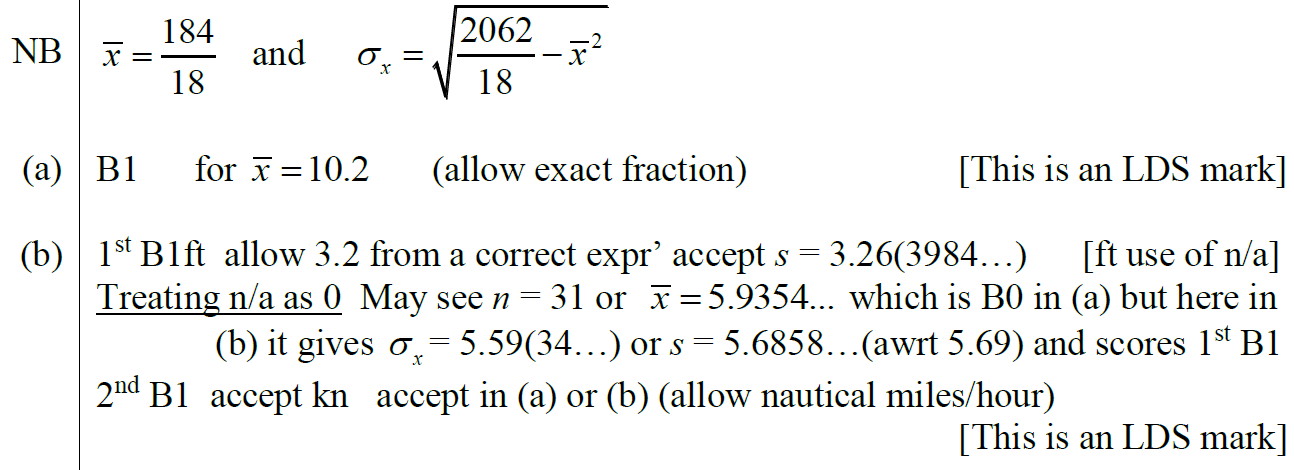 NB x̄ = 184/18 and σₓ = √(2062/18 − x̄²)
(a) B1 for x̄ = 10.2 (allow exact fraction) [This is an LDS mark]
(b) 1st B1ft allow 3.2 from a correct expr’ accept s = 3.26(3984…) [ft use of n/a]
Treating n/a as 0 May see n = 31 or x̄ = 5.9354... which is B0 in (a) but here in
(b) it gives σₓ = 5.59(34…) or s = 5.6858…(awrt 5.69) and scores 1st B1
2nd B1 accept kn accept in (a) or (b) (allow nautical miles/hour)
[This is an LDS mark]